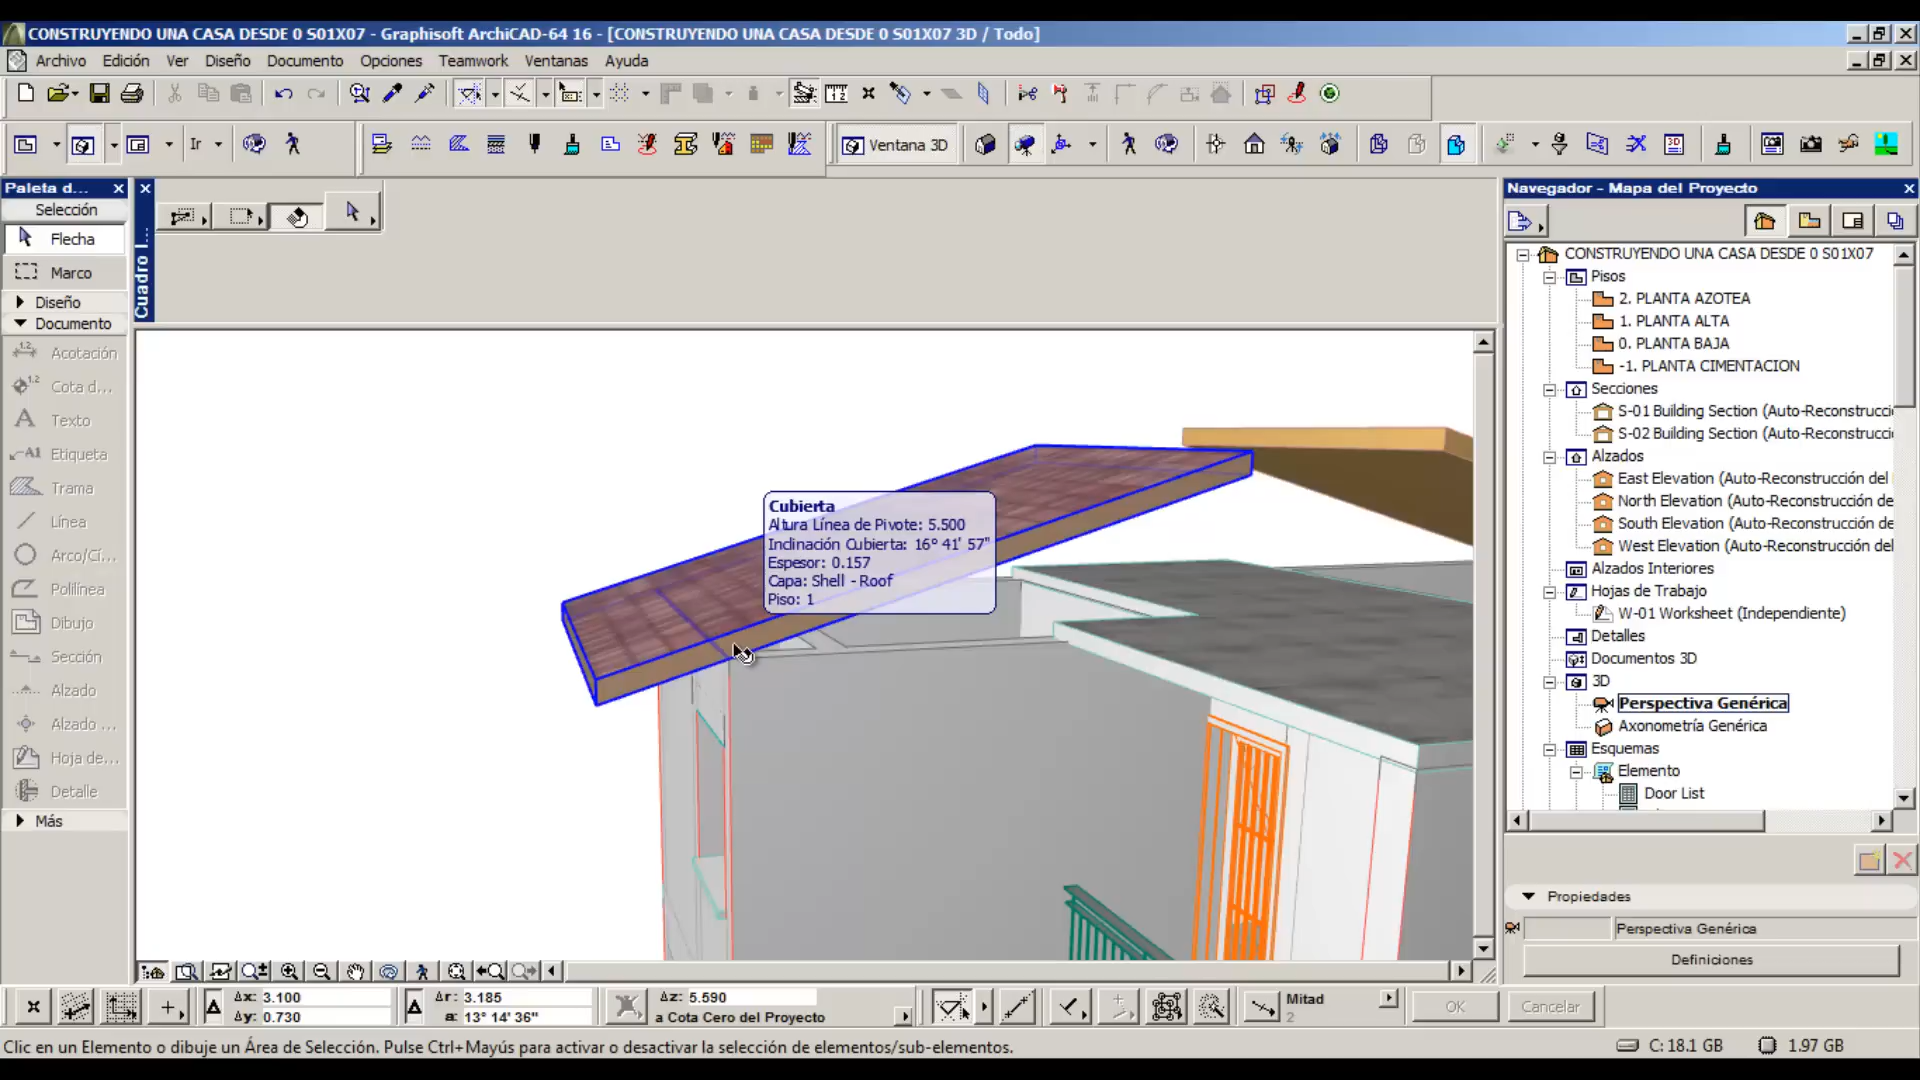 CONSTRUYENDO UNA CASA DESDE 0 S01X07 - Graphisoft ArchiCAD-64 16 - [CONSTRUYENDO UNA CASA DESDE 0 S01X07 3D / Todo]
Archivo Edición Ver Diseño Documento Opciones Teamwork Ventanas Ayuda
Ir
Ventana 3D
Paleta d...
Selección
Flecha
Marco
Diseño
Documento
Acotación
Cota d...
Texto
Etiqueta
Trama
Línea
Arco/Cí...
Polilínea
Dibujo
Sección
Alzado
Alzado ...
Hoja de...
Detalle
Más
Cuadro I...
Cubierta
Altura Línea de Pivote: 5.500
Inclinación Cubierta: 16° 41' 57"
Espesor: 0.157
Capa: Shell - Roof
Piso: 1
Navegador - Mapa del Proyecto
CONSTRUYENDO UNA CASA DESDE 0 S01X07
Pisos
2. PLANTA AZOTEA
1. PLANTA ALTA
0. PLANTA BAJA
-1. PLANTA CIMENTACION
Secciones
S-01 Building Section (Auto-Reconstrucci
S-02 Building Section (Auto-Reconstrucci
Alzados
East Elevation (Auto-Reconstrucción del
North Elevation (Auto-Reconstrucción de
South Elevation (Auto-Reconstrucción de
West Elevation (Auto-Reconstrucción del
Alzados Interiores
Hojas de Trabajo
W-01 Worksheet (Independiente)
Detalles
Documentos 3D
3D
Perspectiva Genérica
Axonometría Genérica
Esquemas
Elemento
Door List
Propiedades
Perspectiva Genérica
Definiciones
Δx: 3.100
Δy: 0.730
Δr: 3.185
a: 13° 14' 36"
Δz: 5.590
a Cota Cero del Proyecto
Mitad
2
OK
Cancelar
Clic en un Elemento o dibuje un Área de Selección. Pulse Ctrl+Mayús para activar o desactivar la selección de elementos/sub-elementos.
C: 18.1 GB
1.97 GB